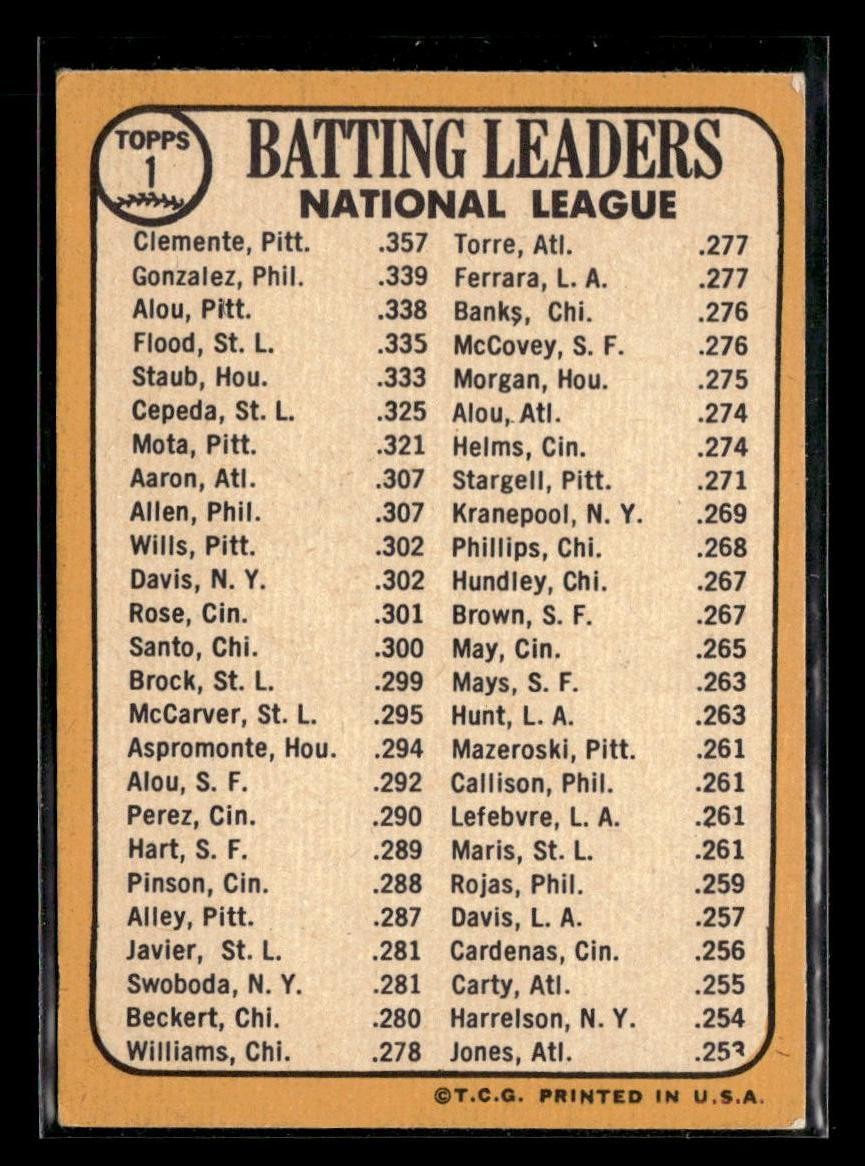 TOPPS
1
BATTING LEADERS
NATIONAL LEAGUE
Clemente, Pitt. .357 Torre, Atl. .277
Gonzalez, Phil. .339 Ferrara, L. A. .277
Alou, Pitt. .338 Banks, Chi. .276
Flood, St. L. .335 McCovey, S. F. .276
Staub, Hou. .333 Morgan, Hou. .275
Cepeda, St. L. .325 Alou, Atl. .274
Mota, Pitt. .321 Helms, Cin. .274
Aaron, Atl. .307 Stargell, Pitt. .271
Allen, Phil. .307 Kranepool, N. Y. .269
Wills, Pitt. .302 Phillips, Chi. .268
Davis, N. Y. .302 Hundley, Chi. .267
Rose, Cin. .301 Brown, S. F. .267
Santo, Chi. .300 May, Cin. .265
Brock, St. L. .299 Mays, S. F. .263
McCarver, St. L. .295 Hunt, L. A. .263
Aspromonte, Hou. .294 Mazeroski, Pitt. .261
Alou, S. F. .292 Callison, Phil. .261
Perez, Cin. .290 Lefebvre, L. A. .261
Hart, S. F. .289 Maris, St. L. .261
Pinson, Cin. .288 Rojas, Phil. .259
Alley, Pitt. .287 Davis, L. A. .257
Javier, St. L. .281 Cardenas, Cin. .256
Swoboda, N. Y. .281 Carty, Atl. .255
Beckert, Chi. .280 Harrelson, N. Y. .254
Williams, Chi. .278 Jones, Atl. .253
©T.C.G. PRINTED IN U.S.A.